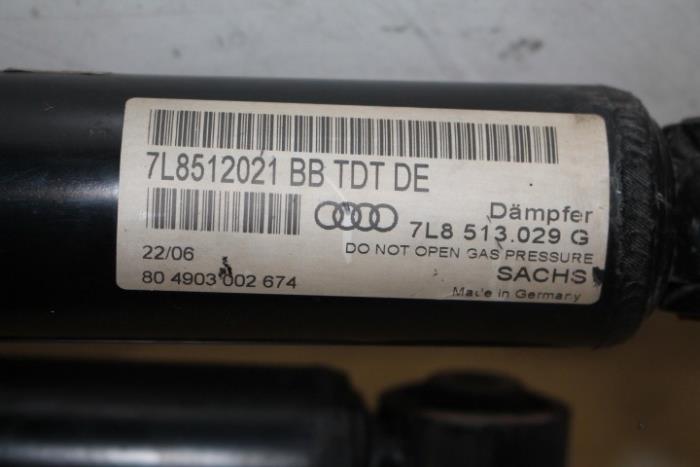 7L8512021 BB TDT DE
Dämpfer
7L8 513.029 G
22/06
DO NOT OPEN GAS PRESSURE
80 4903 002 674
SACHS
Made in Germany